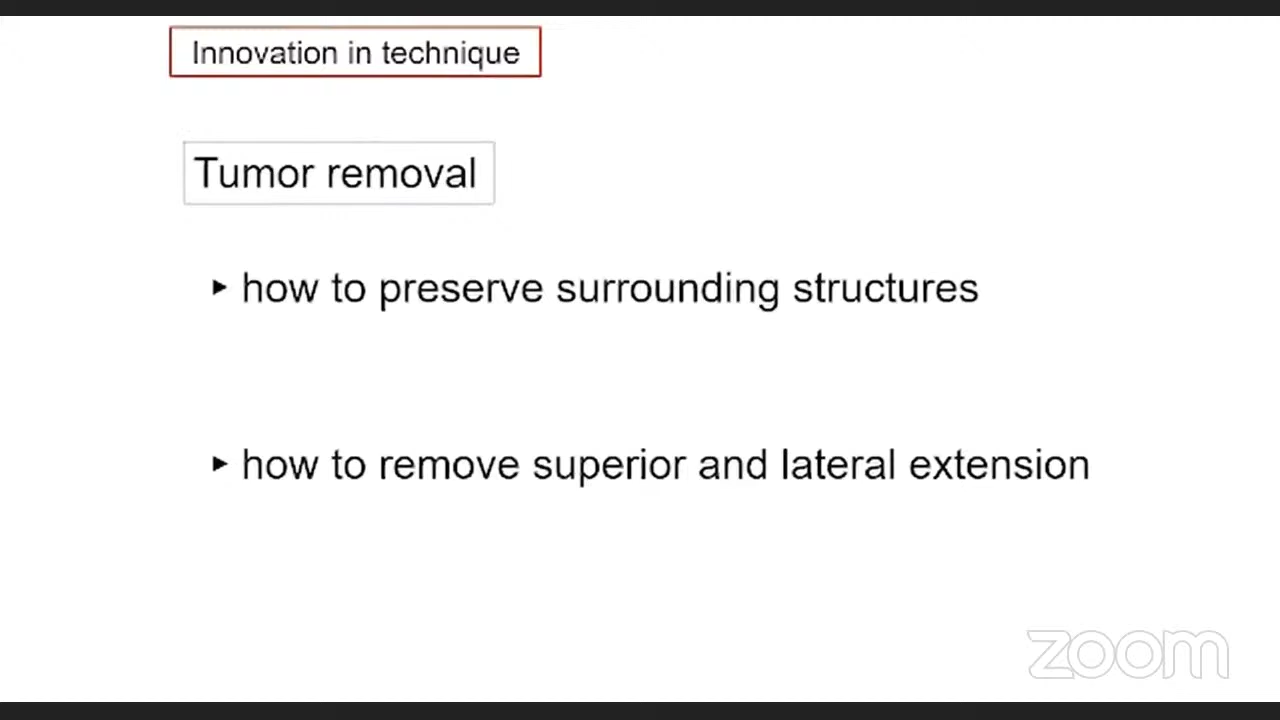 Innovation in technique
Tumor removal
▸ how to preserve surrounding structures
▸ how to remove superior and lateral extension
zoom